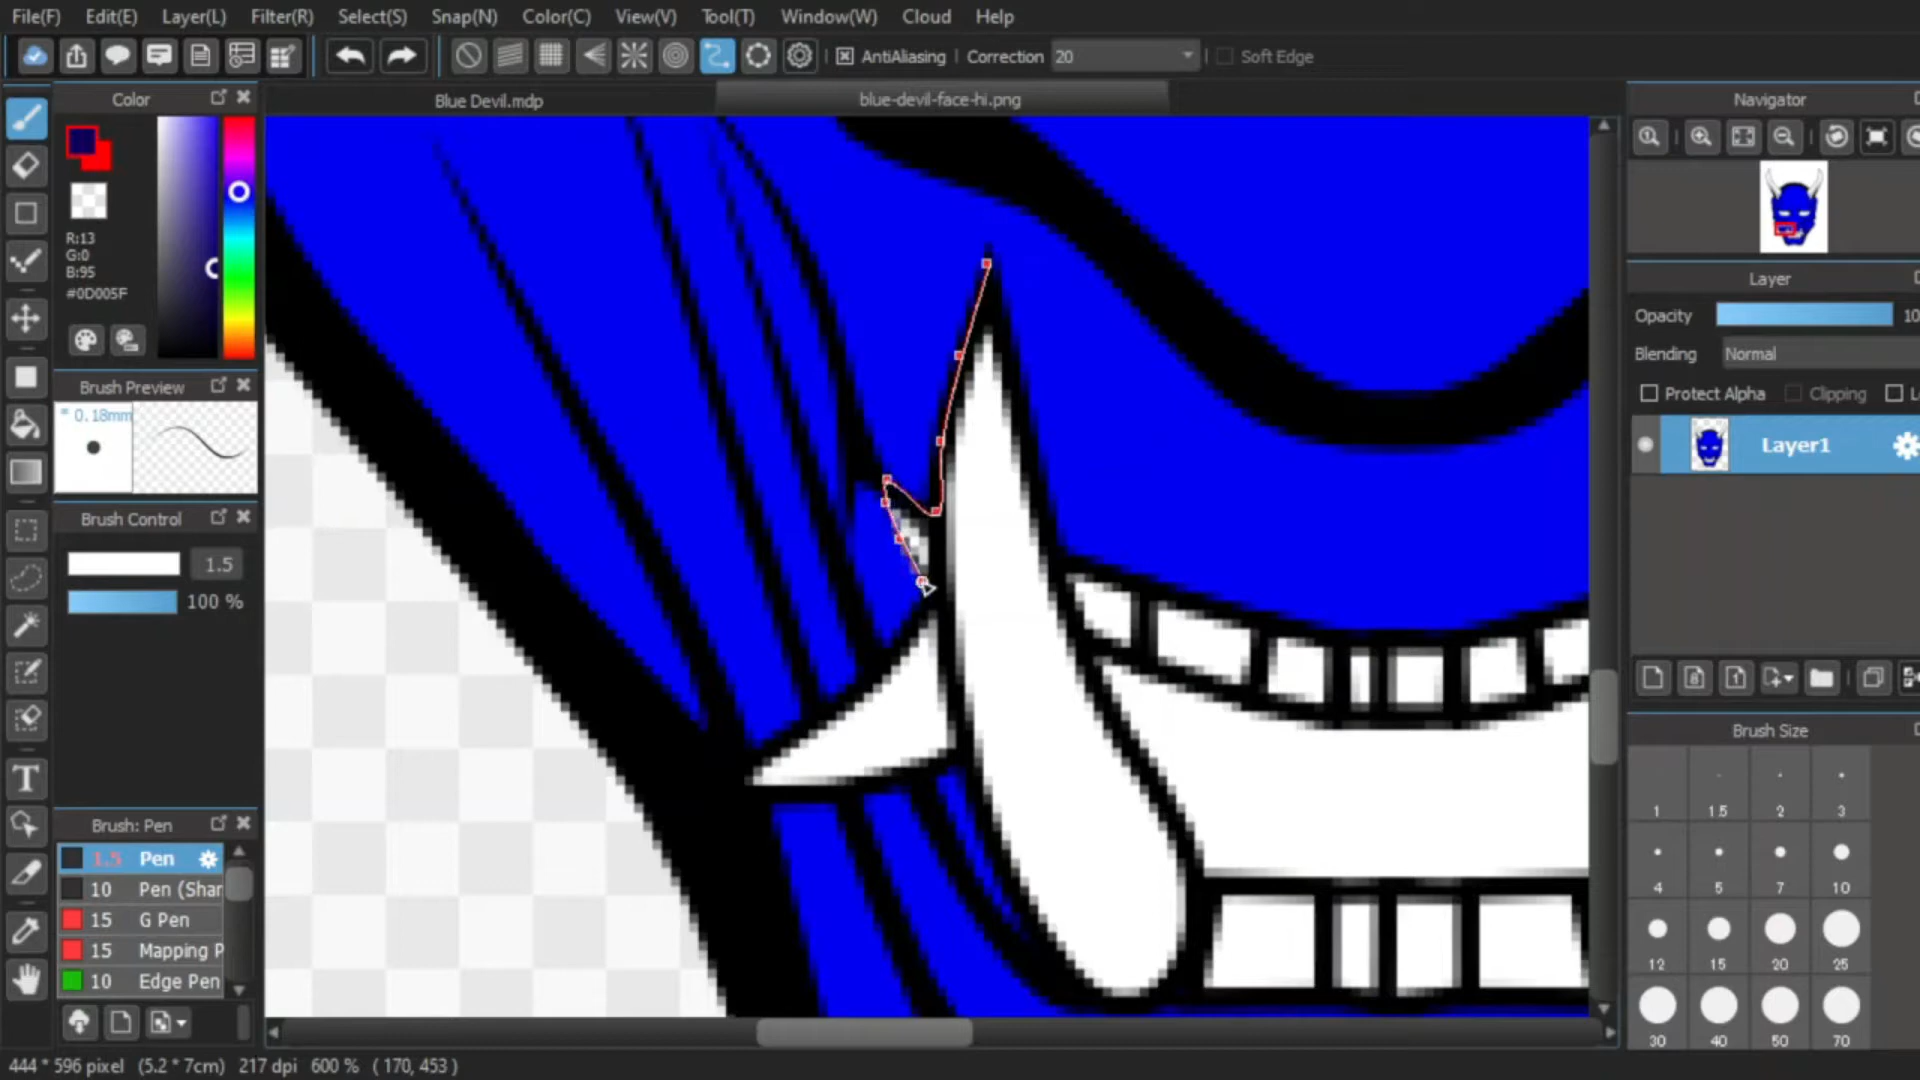 File(F) Edit(E) Layer(L) Filter(R) Select(S) Snap(N) Color(C) View(V) Tool(T) Window(W) Cloud Help
AntiAliasing Correction 20 Soft Edge
Color
Blue Devil.mdp
blue-devil-face-hi.png
Navigator
R:13
G:0
B:95
#0D005F
Layer
Opacity 10
Blending Normal
Brush Preview
* 0.18mm
Protect Alpha Clipping L
Layer1
Brush Control
1.5
100 %
Brush Size
1 1.5 2 3
4 5 7 10
12 15 20 25
30 40 50 70
Brush: Pen
1.5 Pen
10 Pen (Shar
15 G Pen
15 Mapping P
10 Edge Pen
T
444 * 596 pixel (5.2 * 7cm) 217 dpi 600 % ( 170, 453 )